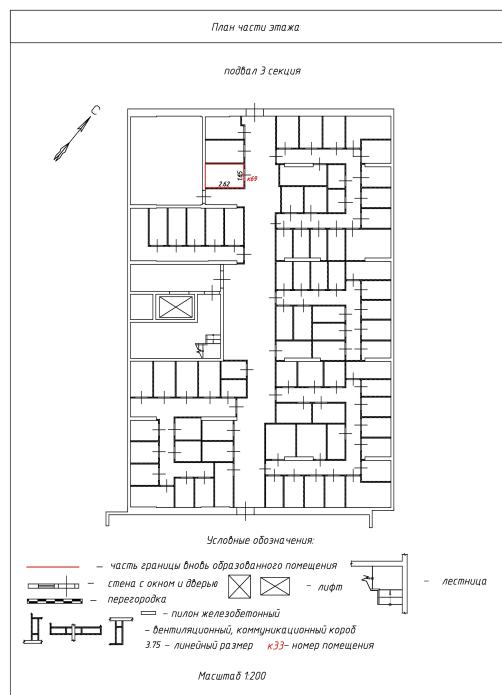 План части этажа
подвал 3 секция
С
1.65
к69
2.62
Условные обозначения:
— часть границы вновь образованного помещения
— стена с окном и дверью
— лифт
— лестница
— перегородка
— пилон железобетонный
– вентиляционный, коммуникационный короб
3.75 – линейный размер к33– номер помещения
Масштаб 1:200